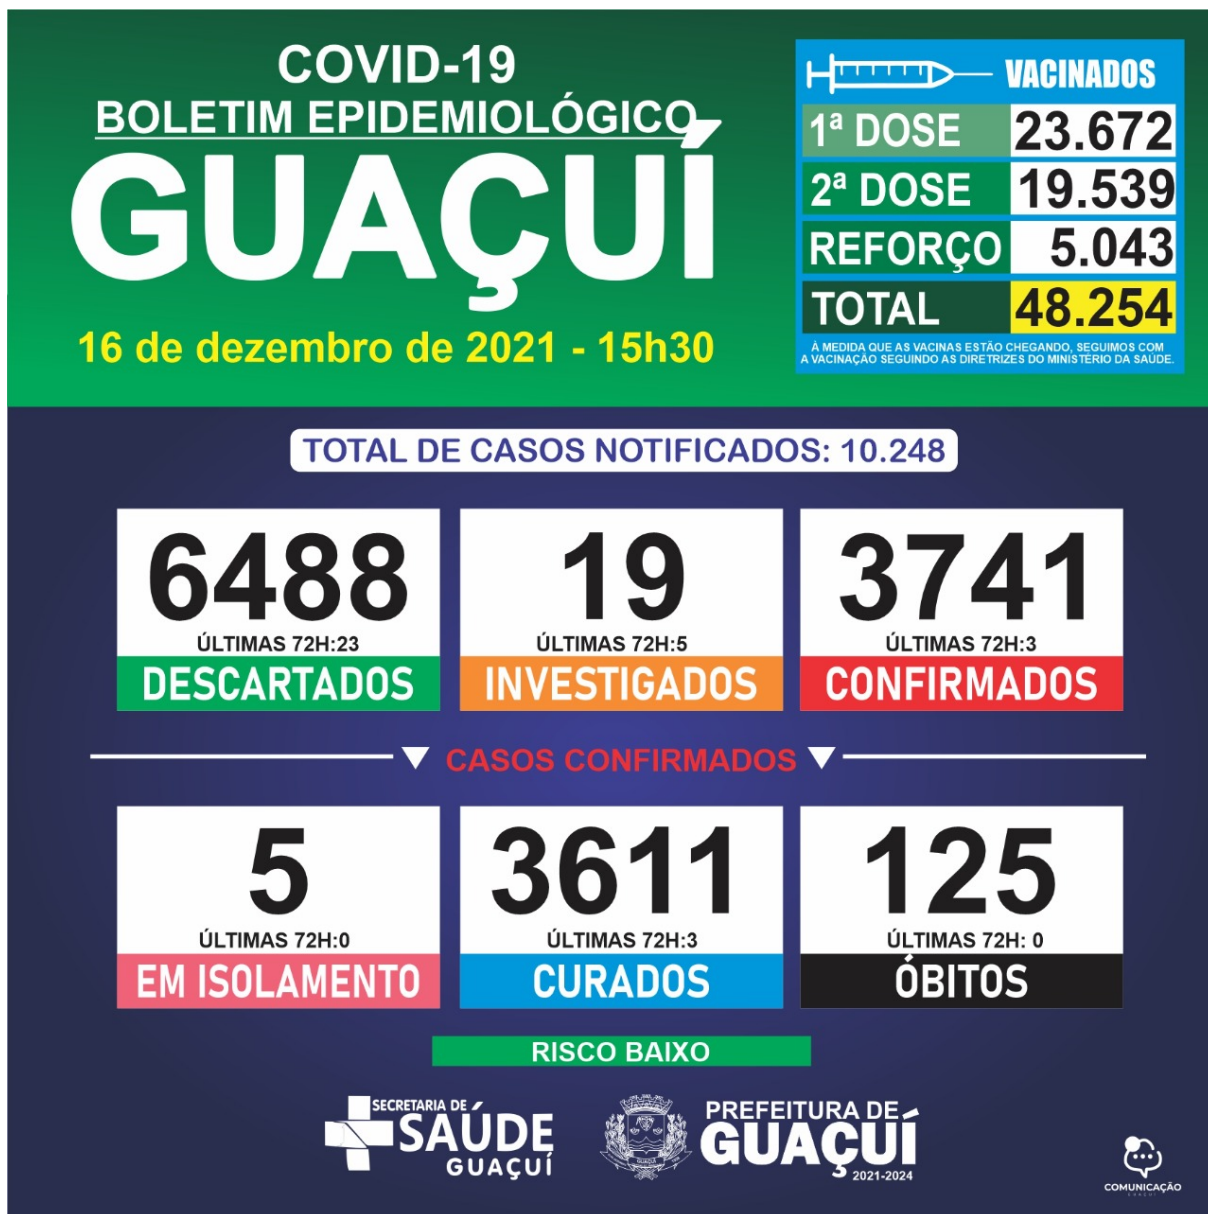 COVID-19
BOLETIM EPIDEMIOLÓGICO
GUAÇUÍ
16 de dezembro de 2021 - 15h30
VACINADOS
1ª DOSE 23.672
2ª DOSE 19.539
REFORÇO 5.043
TOTAL 48.254
À MEDIDA QUE AS VACINAS ESTÃO CHEGANDO, SEGUIMOS COM
A VACINAÇÃO SEGUINDO AS DIRETRIZES DO MINISTÉRIO DA SAÚDE.
TOTAL DE CASOS NOTIFICADOS: 10.248
6488
ÚLTIMAS 72H:23
DESCARTADOS
19
ÚLTIMAS 72H:5
INVESTIGADOS
3741
ÚLTIMAS 72H:3
CONFIRMADOS
CASOS CONFIRMADOS
5
ÚLTIMAS 72H:0
EM ISOLAMENTO
3611
ÚLTIMAS 72H:3
CURADOS
125
ÚLTIMAS 72H: 0
ÓBITOS
RISCO BAIXO
SECRETARIA DE
SAÚDE
GUAÇUÍ
GUAÇUÍ
PREFEITURA DE
GUAÇUÍ
2021-2024
COMUNICAÇÃO
GUAÇUÍ